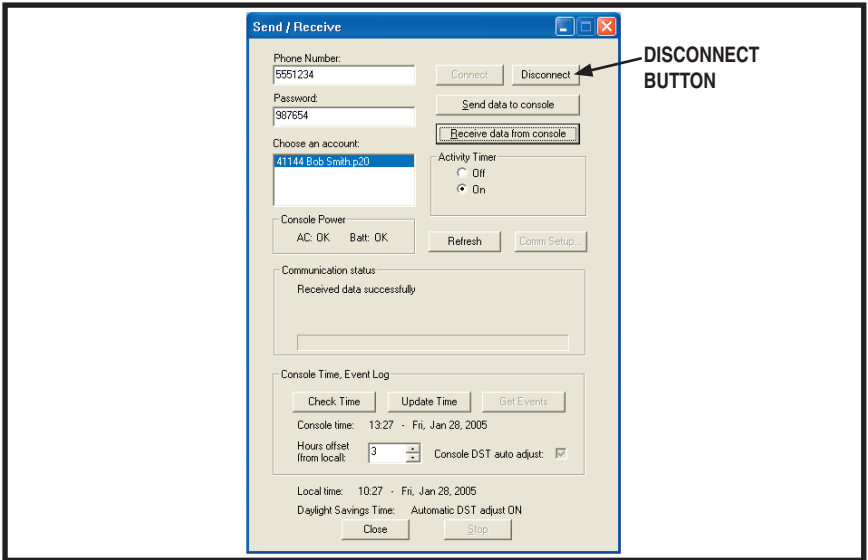 Send / Receive
Phone Number:
5551234
Connect
Disconnect
DISCONNECT
BUTTON
Password:
987654
Send data to console
Receive data from console
Choose an account:
41144 Bob Smith.p20
Activity Timer
Off
On
Console Power
AC: OK Batt: OK
Refresh
Comm Setup...
Communication status
Received data successfully
Console Time, Event Log
Check Time
Update Time
Get Events
Console time: 13:27 - Fri, Jan 28, 2005
Hours offset
(from local):
3
Console DST auto adjust:
Local time: 10:27 - Fri, Jan 28, 2005
Daylight Savings Time: Automatic DST adjust ON
Close
Stop